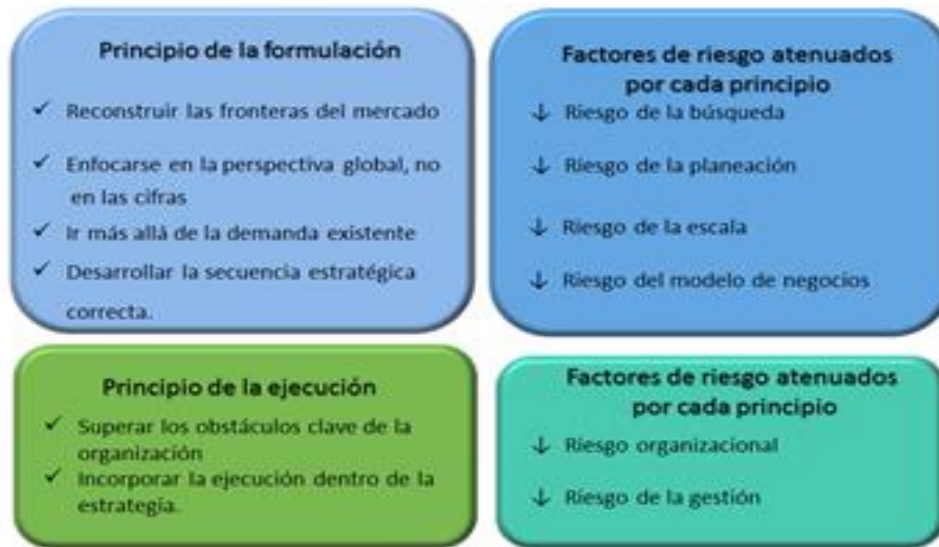 Principio de la formulación
✓ Reconstruir las fronteras del mercado
✓ Enfocarse en la perspectiva global, no
en las cifras
✓ Ir más allá de la demanda existente
✓ Desarrollar la secuencia estratégica
correcta.
Factores de riesgo atenuados
por cada principio
↓ Riesgo de la búsqueda
↓ Riesgo de la planeación
↓ Riesgo de la escala
↓ Riesgo del modelo de negocios
Principio de la ejecución
✓ Superar los obstáculos clave de la
organización
✓ Incorporar la ejecución dentro de la
estrategia.
Factores de riesgo atenuados
por cada principio
↓ Riesgo organizacional
↓ Riesgo de la gestión